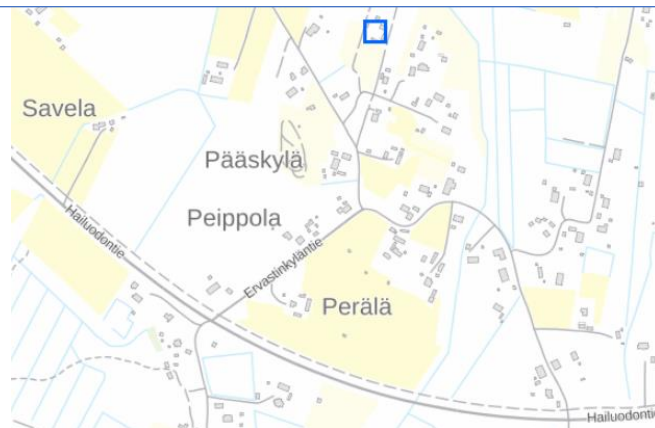 Savela
Pääskylä
Peippola
Hailuodontie
Ervastinkyläntie
Perälä
Hailuodontie